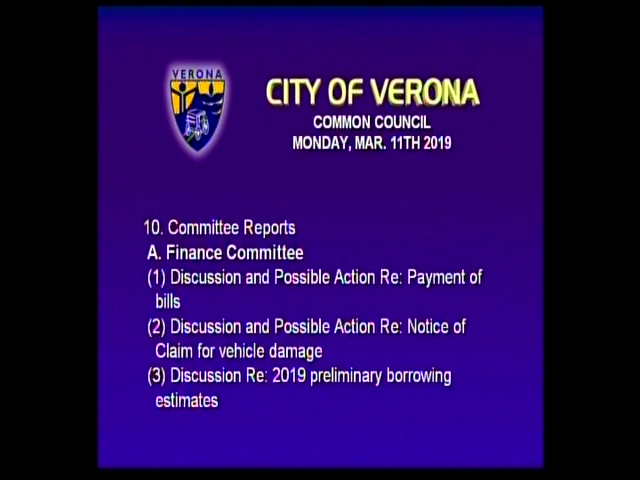 VERONA
CITY OF VERONA
COMMON COUNCIL
MONDAY, MAR. 11TH 2019
10. Committee Reports
A. Finance Committee
(1) Discussion and Possible Action Re: Payment of
bills
(2) Discussion and Possible Action Re: Notice of
Claim for vehicle damage
(3) Discussion Re: 2019 preliminary borrowing
estimates